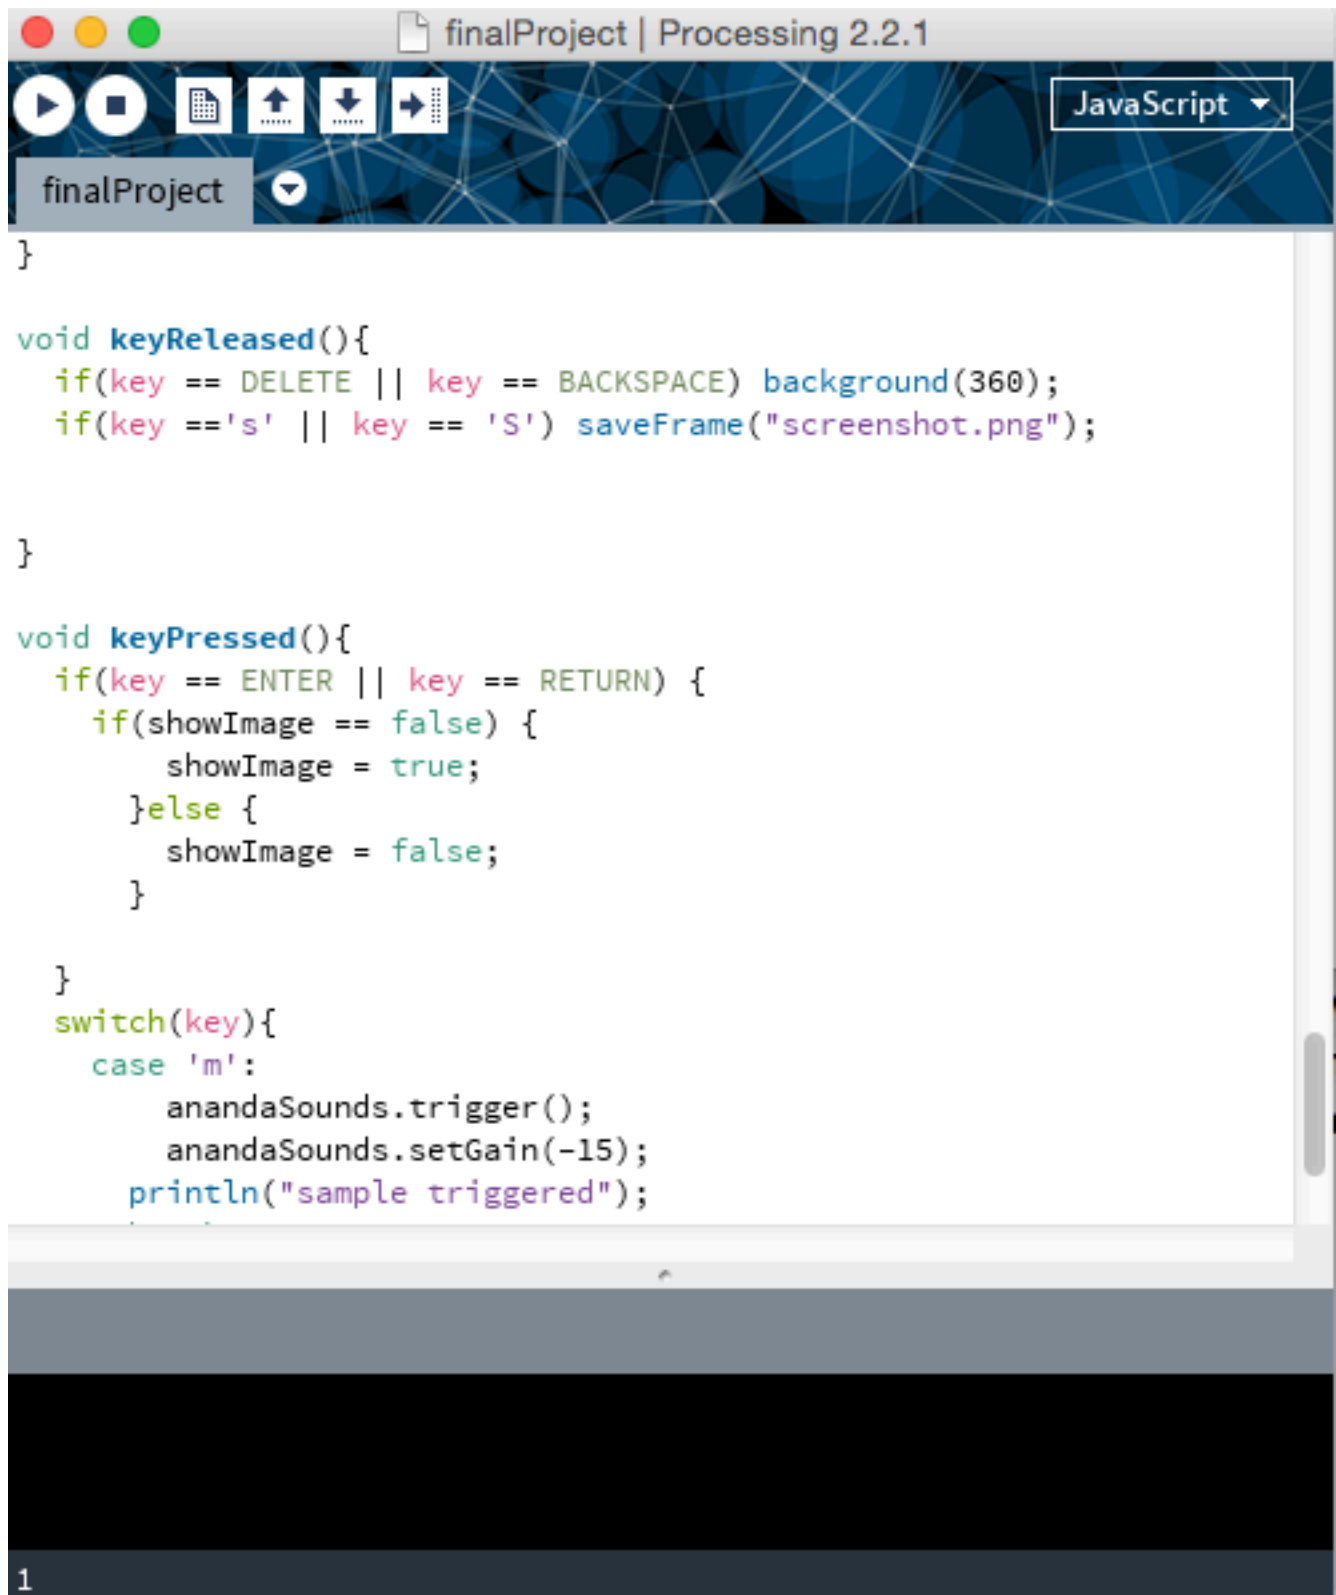 finalProject | Processing 2.2.1
JavaScript
finalProject
}
void keyReleased(){
  if(key == DELETE || key == BACKSPACE) background(360);
  if(key =='s' || key == 'S') saveFrame("screenshot.png");
}
void keyPressed(){
  if(key == ENTER || key == RETURN) {
    if(showImage == false) {
        showImage = true;
      }else {
        showImage = false;
      }
  }
  switch(key){
    case 'm':
        anandaSounds.trigger();
        anandaSounds.setGain(-15);
      println("sample triggered");
1